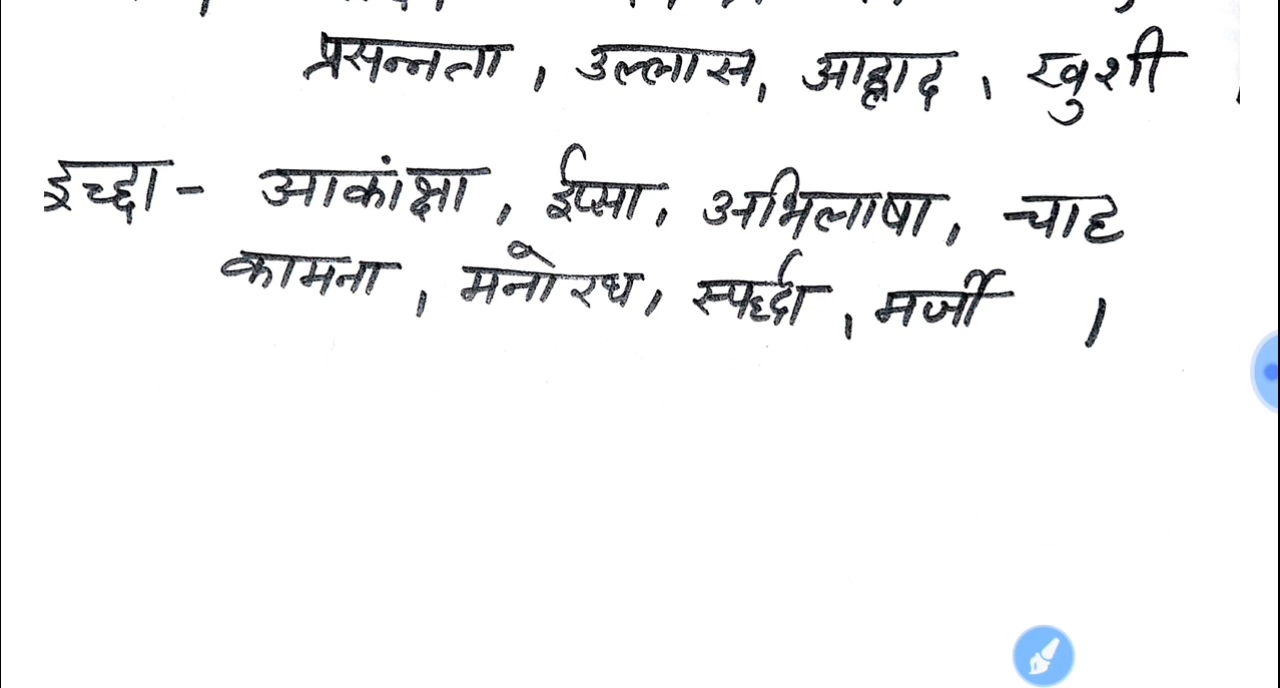 प्रसन्नता, उल्लास, आह्लाद, खुशी ।
इच्छा - आकांक्षा, ईप्सा, अभिलाषा, चाह
कामना, मनोरथ, स्पर्द्धा, मर्जी ।